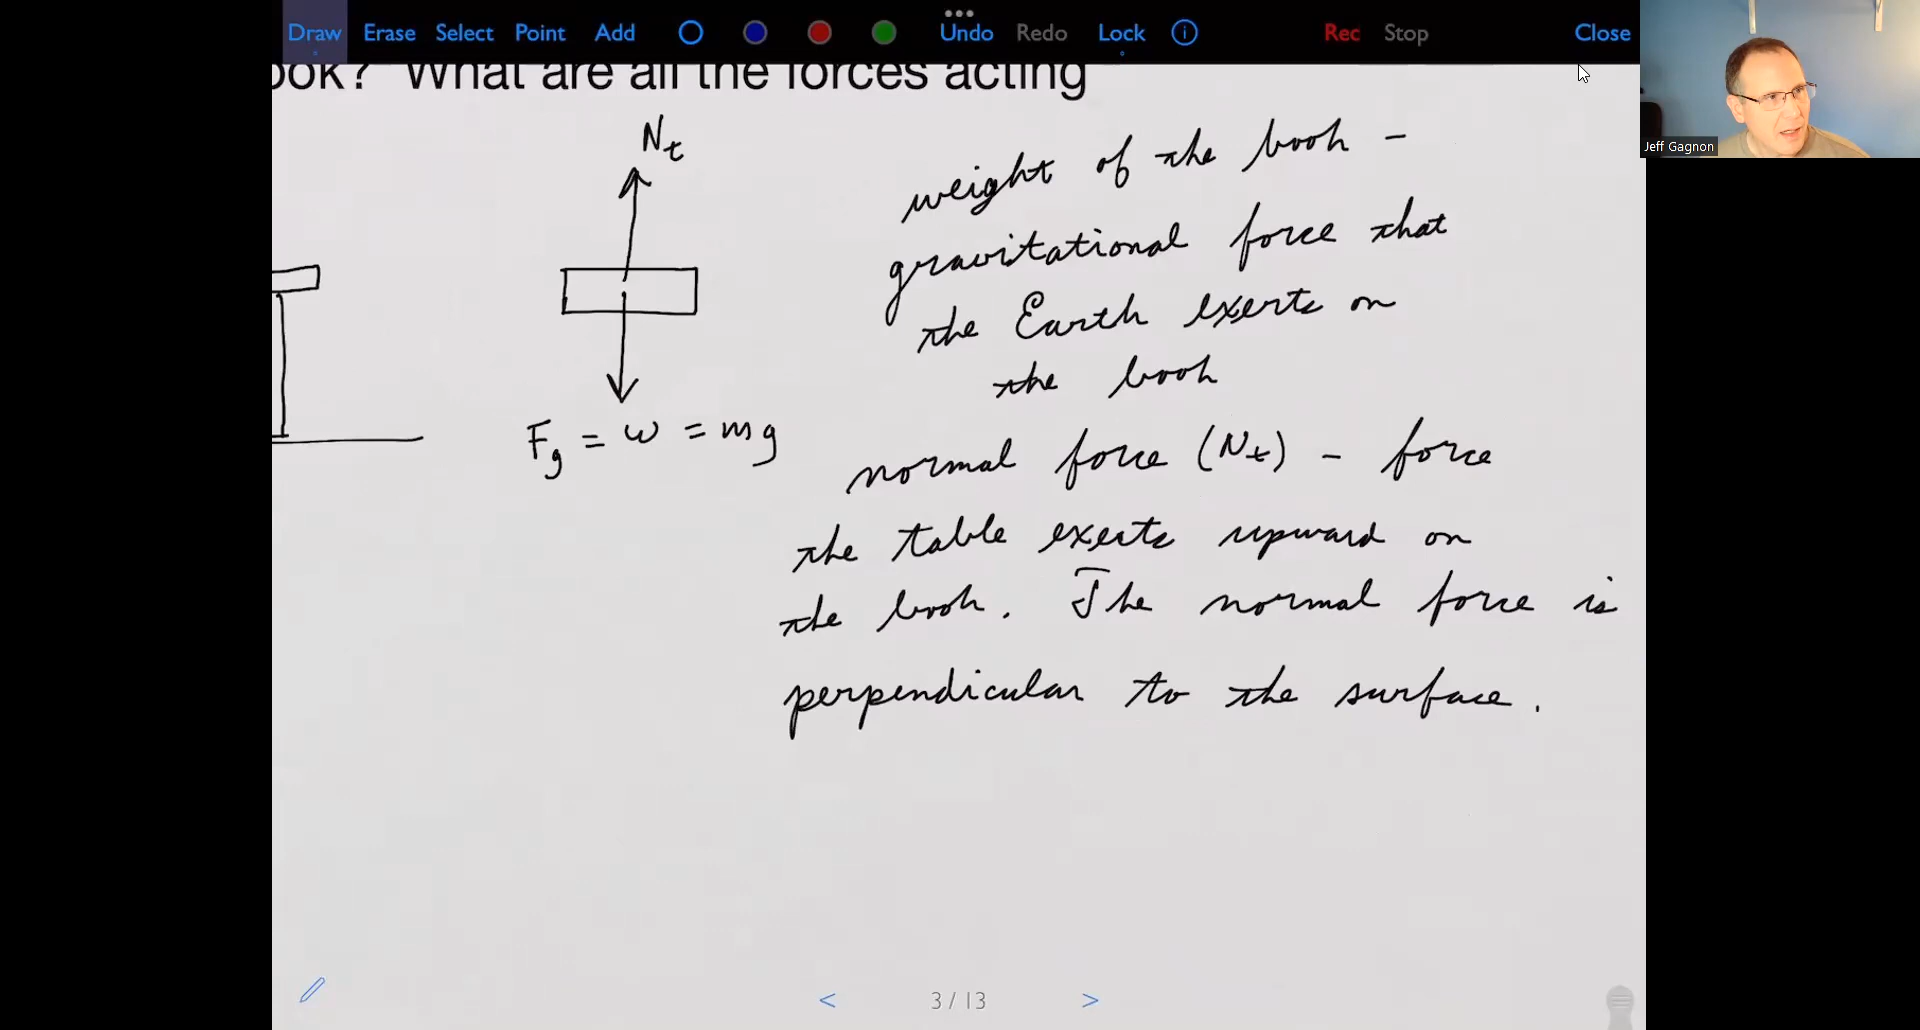 Draw Erase Select Point Add Undo Redo Lock Rec Stop Close
Jeff Gagnon
ook? What are all the forces acting
Nt
weight of the book -
gravitational force that
the Earth exerts on
the book
Fg = w = mg
normal force (Nt) - force
the table exerts upward on
the book. The normal force is
perpendicular to the surface.
< 3 / 13 >